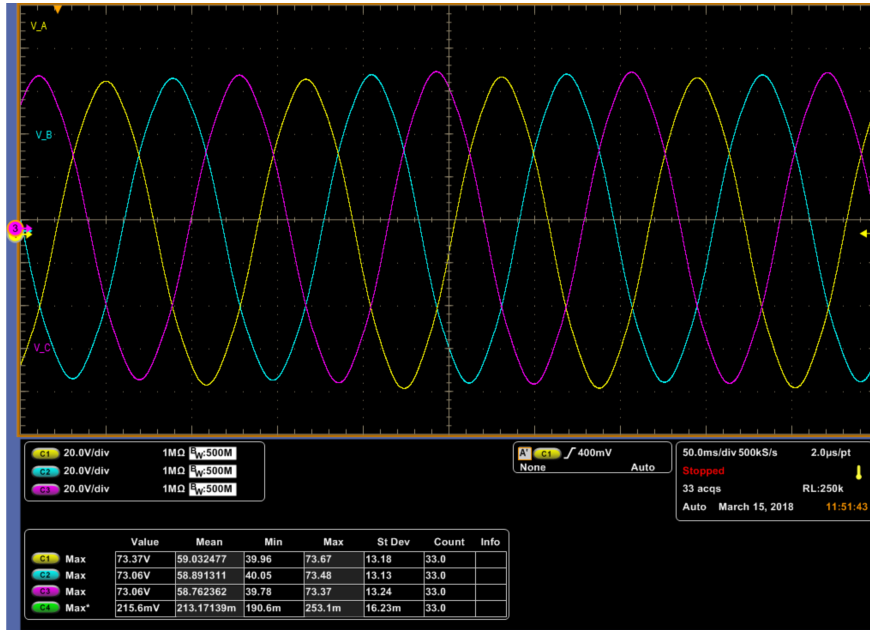 V_A
V_B
3
V_C
C1 20.0V/div 1MΩ BW:500M
C2 20.0V/div 1MΩ BW:500M
C3 20.0V/div 1MΩ BW:500M
A' C1 400mV
None Auto
50.0ms/div 500kS/s 2.0µs/pt
Stopped
33 acqs RL:250k
Auto March 15, 2018 11:51:43
Value Mean Min Max St Dev Count Info
C1 Max 73.37V 59.032477 39.96 73.67 13.18 33.0
C2 Max 73.06V 58.891311 40.05 73.48 13.13 33.0
C3 Max 73.06V 58.762362 39.78 73.37 13.24 33.0
C4 Max* 215.6mV 213.17139m 190.6m 253.1m 16.23m 33.0